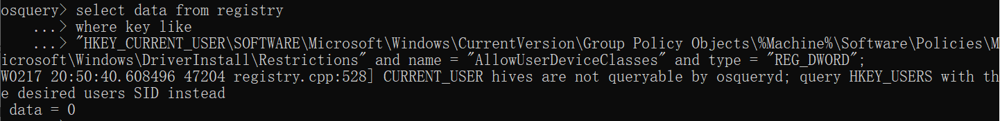 osquery> select data from registry
    ...> where key like
    ...> "HKEY_CURRENT_USER\SOFTWARE\Microsoft\Windows\CurrentVersion\Group Policy Objects\%Machine%\Software\Policies\M
icrosoft\Windows\DriverInstall\Restrictions" and name = "AllowUserDeviceClasses" and type = "REG_DWORD";
W0217 20:50:40.608496 47204 registry.cpp:528] CURRENT_USER hives are not queryable by osqueryd; query HKEY_USERS with th
e desired users SID instead
 data = 0